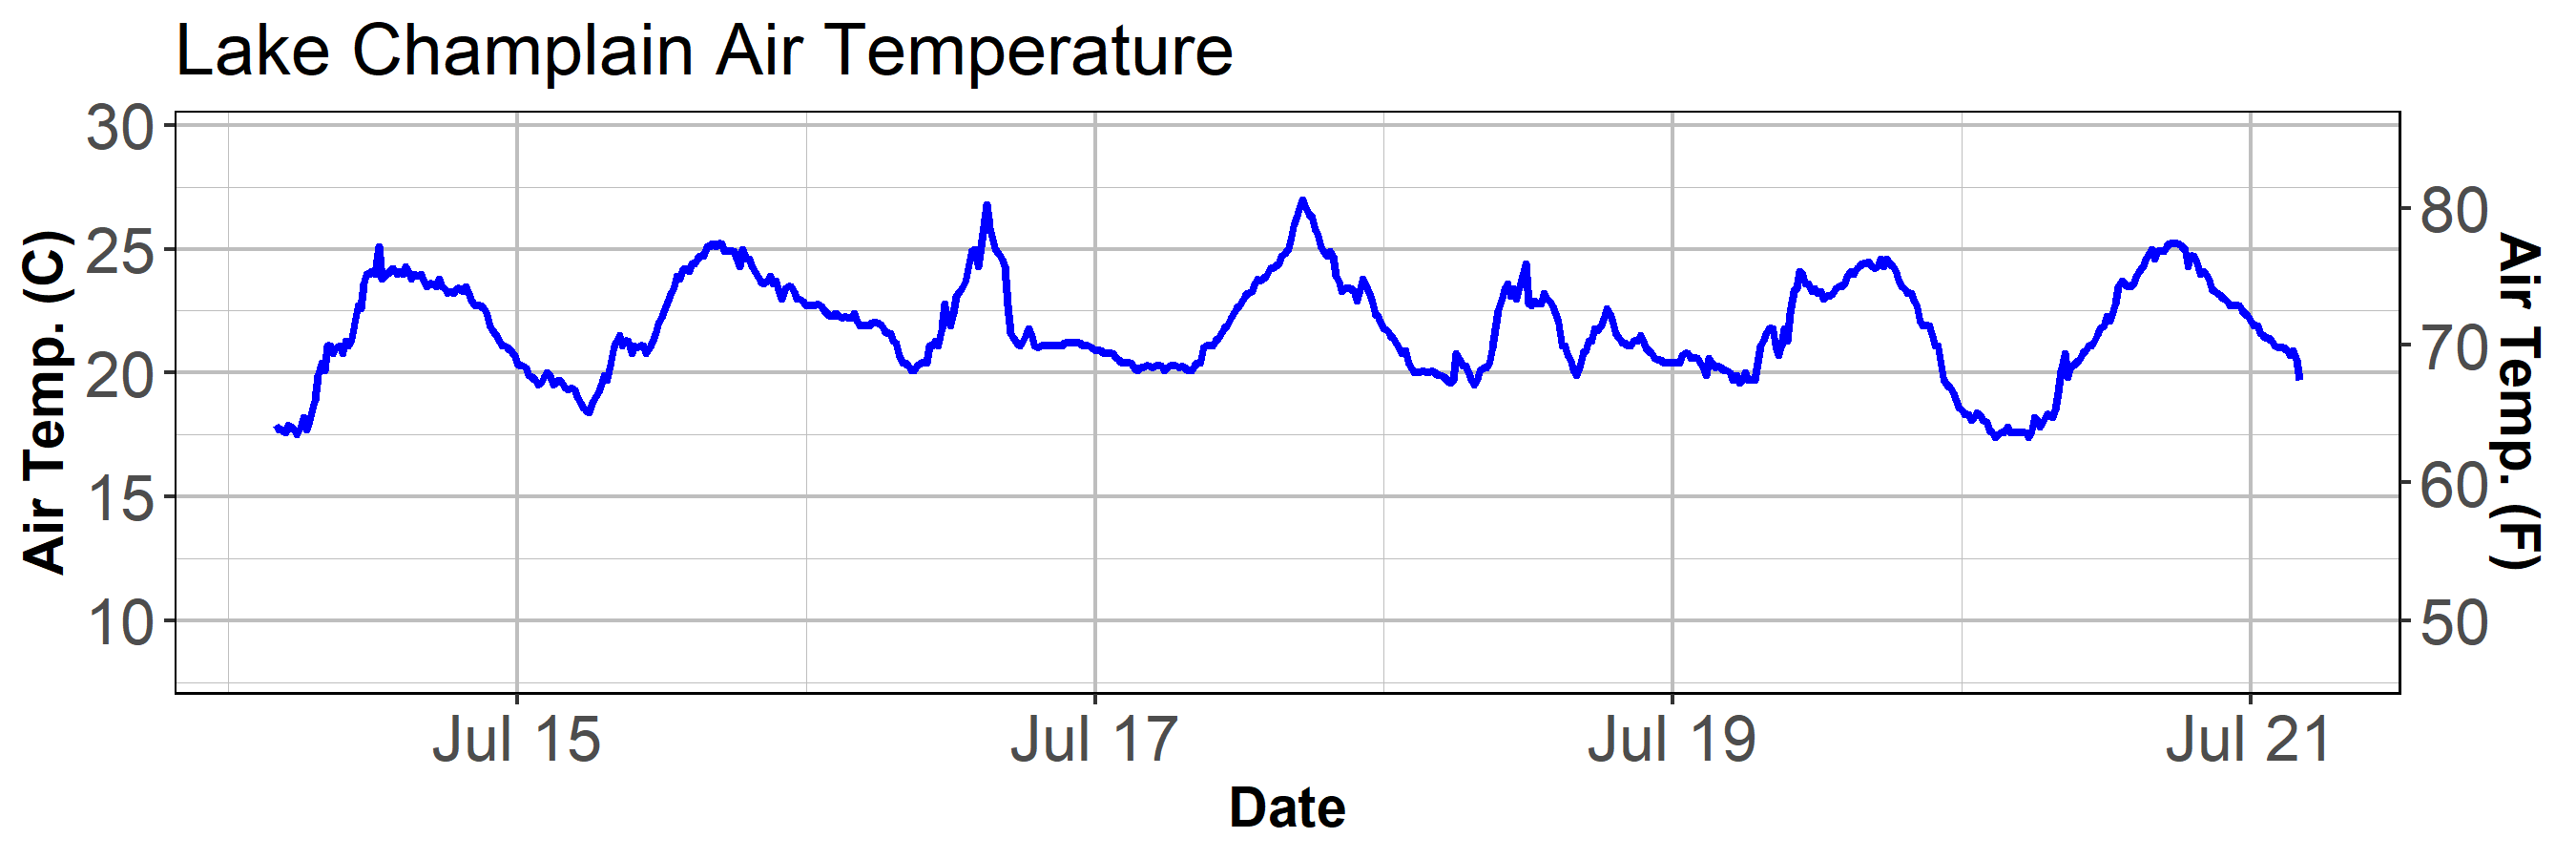 Lake Champlain Air Temperature
Air Temp. (C)
30
25
20
15
10
80
70
60
50
Air Temp. (F)
Jul 15
Jul 17
Jul 19
Jul 21
Date